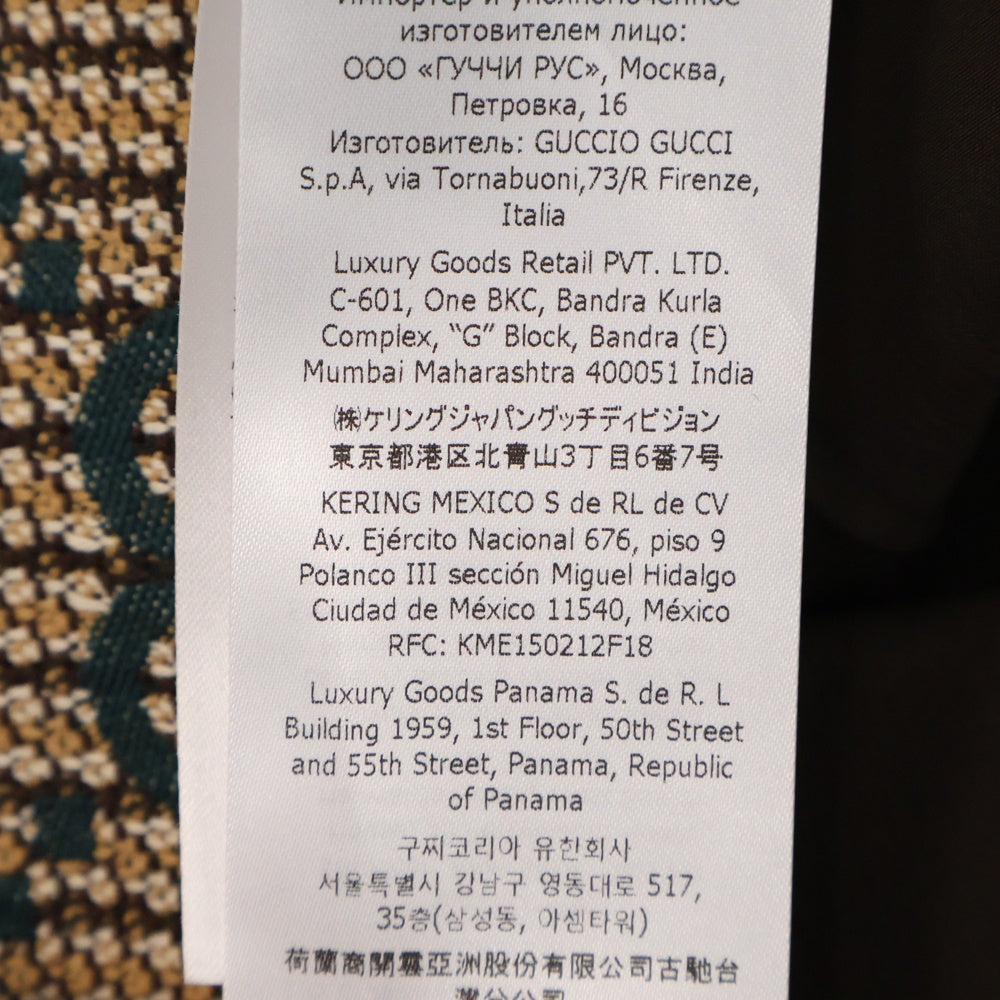 Импортер и уполномоченное
изготовителем лицо:
ООО «ГУЧЧИ РУС», Москва,
Петровка, 16
Изготовитель: GUCCIO GUCCI
S.p.A, via Tornabuoni,73/R Firenze,
Italia
Luxury Goods Retail PVT. LTD.
C-601, One BKC, Bandra Kurla
Complex, “G” Block, Bandra (E)
Mumbai Maharashtra 400051 India
㈱ケリングジャパングッチディビジョン
東京都港区北青山3丁目6番7号
KERING MEXICO S de RL de CV
Av. Ejército Nacional 676, piso 9
Polanco III sección Miguel Hidalgo
Ciudad de México 11540, México
RFC: KME150212F18
Luxury Goods Panama S. de R. L
Building 1959, 1st Floor, 50th Street
and 55th Street, Panama, Republic
of Panama
구찌코리아 유한회사
서울특별시 강남구 영동대로 517,
35층(삼성동, 아셈타워)
荷蘭商開雲亞洲股份有限公司古馳台
灣分公司